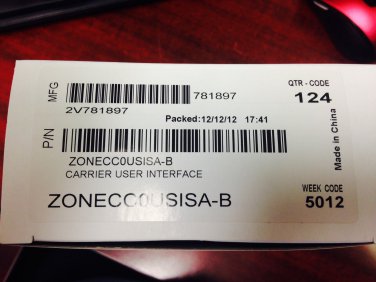 MFG
781897
QTR - CODE
124
2V781897
Packed:12/12/12 17:41
P/N
Made in China
ZONECC0USISA-B
CARRIER USER INTERFACE
WEEK CODE
ZONECC0USISA-B
5012